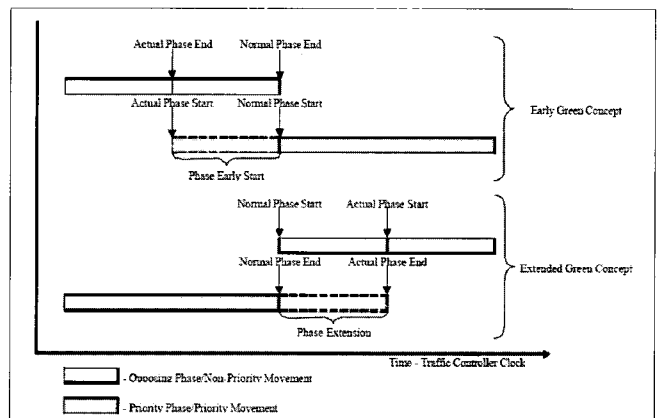 Actual Phase End Normal Phase End
Actual Phase Start Normal Phase Start
Early Green Concept
Phase Early Start
Normal Phase Start Actual Phase Start
Normal Phase End Actual Phase End
Extended Green Concept
Phase Extension
Time - Traffic Controller Clock
- Opposing Phase/Non-Priority Movement
- Priority Phase/Priority Movement